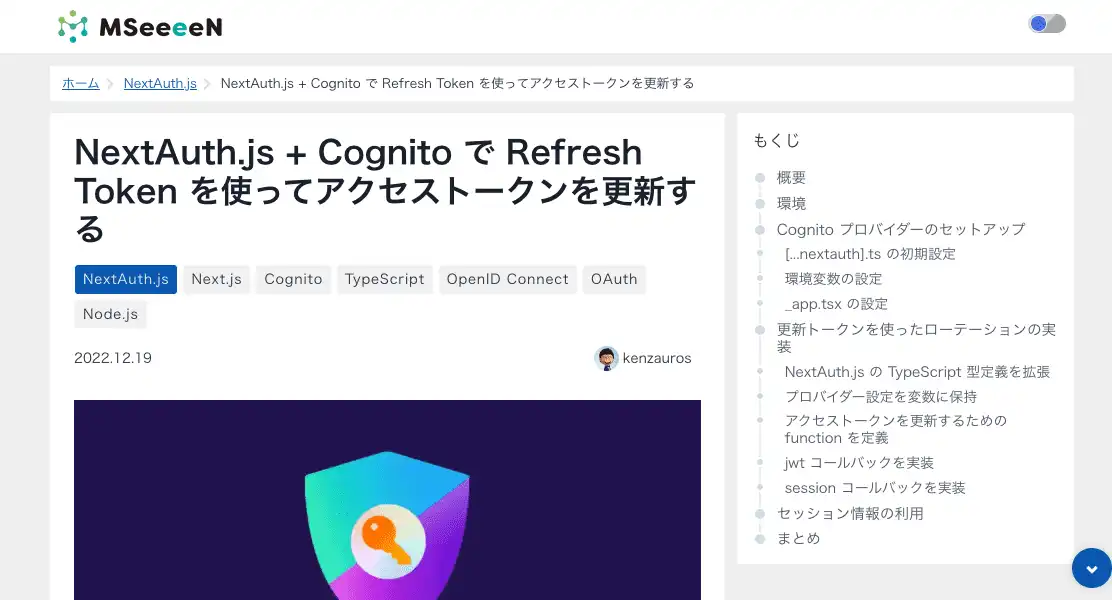 MSeeeeN
ホーム
NextAuth.js
NextAuth.js + Cognito で Refresh Token を使ってアクセストークンを更新する
NextAuth.js + Cognito で Refresh
Token を使ってアクセストークンを更新す
る
NextAuth.js Next.js Cognito TypeScript OpenID Connect OAuth
Node.js
2022.12.19
kenzauros
もくじ
概要
環境
Cognito プロバイダーのセットアップ
[...nextauth].ts の初期設定
環境変数の設定
_app.tsx の設定
更新トークンを使ったローテーションの実
装
NextAuth.js の TypeScript 型定義を拡張
プロバイダー設定を変数に保持
アクセストークンを更新するための
function を定義
jwt コールバックを実装
session コールバックを実装
セッション情報の利用
まとめ